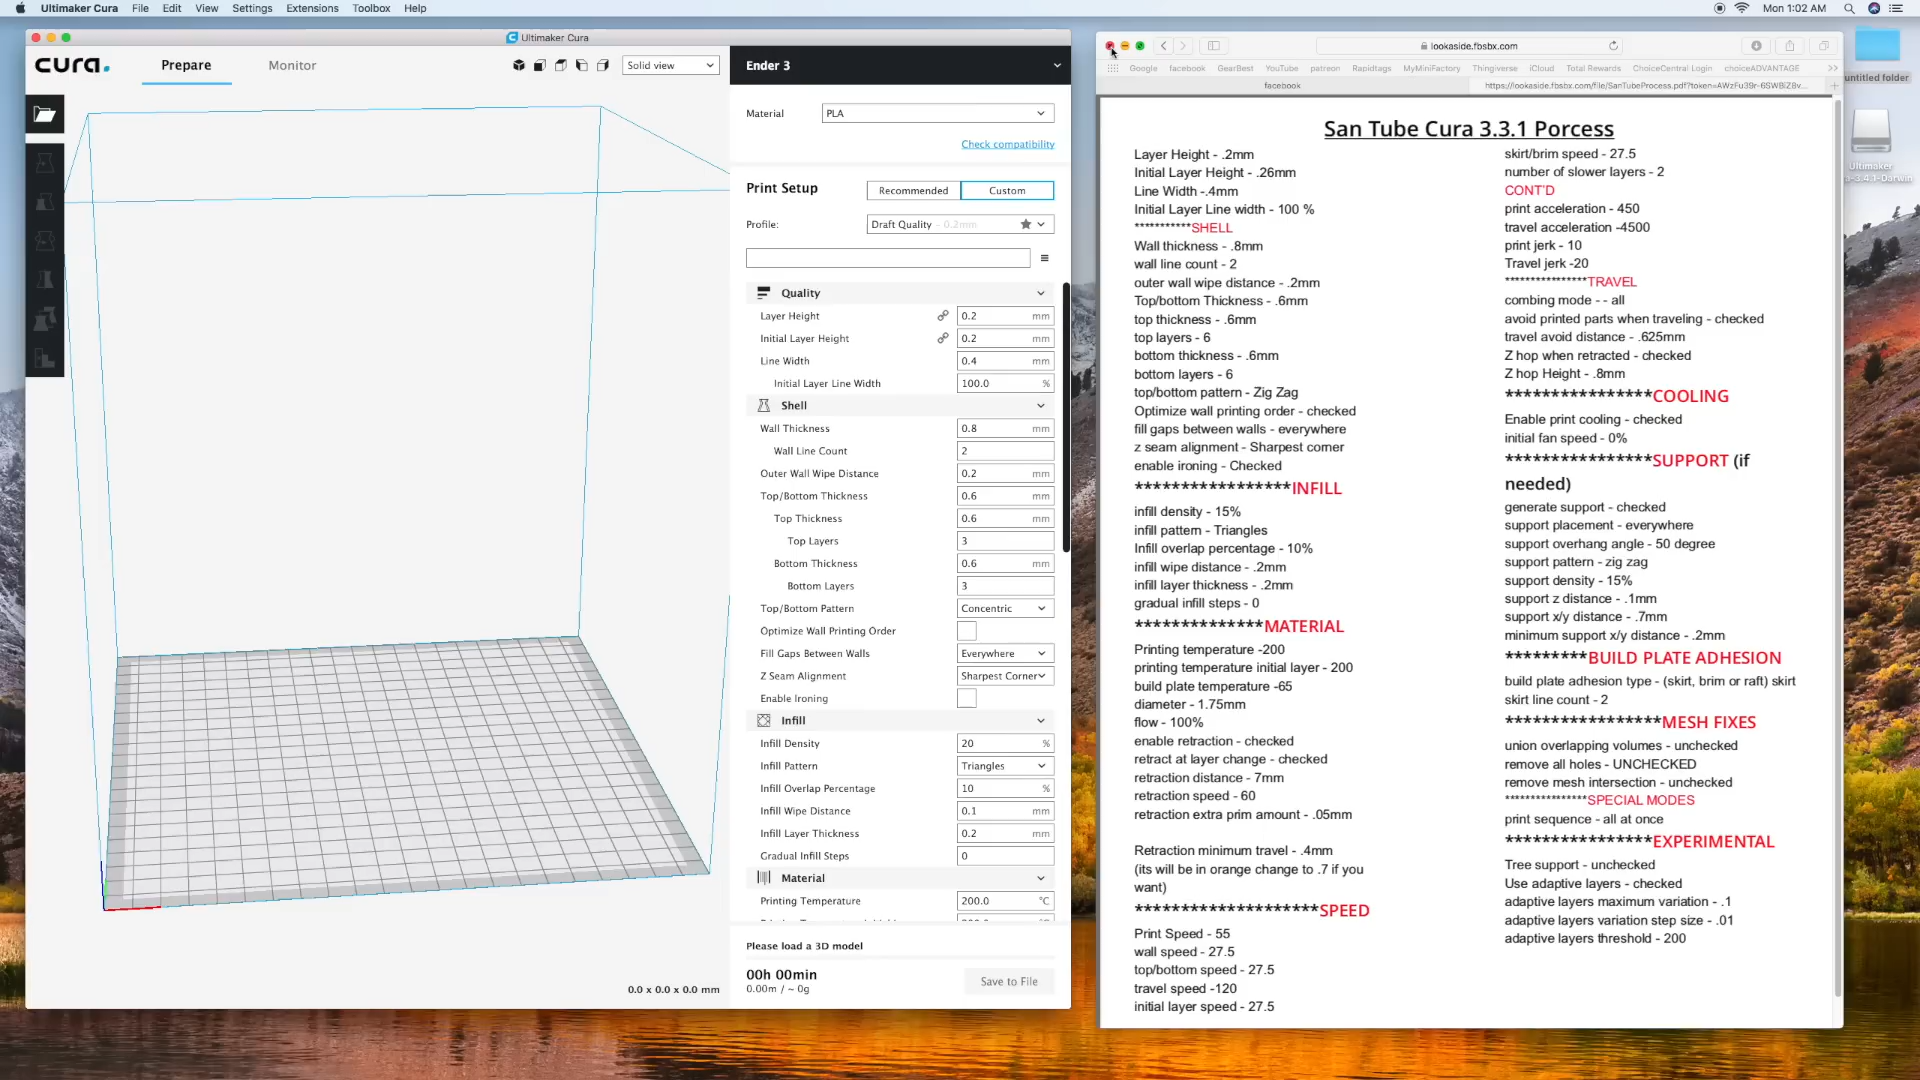 Ultimaker Cura File Edit View Settings Extensions Toolbox Help
Mon 1:02 AM
Ultimaker Cura
cura.
Prepare
Monitor
Solid view
Ender 3
Material
PLA
Check compatibility
Print Setup
Recommended
Custom
Profile:
Draft Quality - 0.2mm
Quality
Layer Height 0.2 mm
Initial Layer Height 0.2 mm
Line Width 0.4 mm
Initial Layer Line Width 100.0 %
Shell
Wall Thickness 0.8 mm
Wall Line Count 2
Outer Wall Wipe Distance 0.2 mm
Top/Bottom Thickness 0.6 mm
Top Thickness 0.6 mm
Top Layers 3
Bottom Thickness 0.6 mm
Bottom Layers 3
Top/Bottom Pattern Concentric
Optimize Wall Printing Order
Fill Gaps Between Walls Everywhere
Z Seam Alignment Sharpest Corner
Enable Ironing
Infill
Infill Density 20 %
Infill Pattern Triangles
Infill Overlap Percentage 10 %
Infill Wipe Distance 0.1 mm
Infill Layer Thickness 0.2 mm
Gradual Infill Steps 0
Material
Printing Temperature 200.0 °C
Please load a 3D model
00h 00min
0.00m / ~ 0g
Save to File
0.0 x 0.0 x 0.0 mm
lookaside.fbsbx.com
Google facebook GearBest YouTube patreon Rapidtags MyMiniFactory Thingiverse iCloud Total Rewards ChoiceCentral Login choiceADVANTAGE
facebook
San Tube Cura 3.3.1 Porcess
Layer Height - .2mm
Initial Layer Height - .26mm
Line Width -.4mm
Initial Layer Line width - 100 %
***********SHELL
Wall thickness - .8mm
wall line count - 2
outer wall wipe distance - .2mm
Top/bottom Thickness - .6mm
top thickness - .6mm
top layers - 6
bottom thickness - .6mm
bottom layers - 6
top/bottom pattern - Zig Zag
Optimize wall printing order - checked
fill gaps between walls - everywhere
z seam alignment - Sharpest corner
enable ironing - Checked
*****************INFILL
infill density - 15%
infill pattern - Triangles
Infill overlap percentage - 10%
infill wipe distance - .2mm
infill layer thickness - .2mm
gradual infill steps - 0
**************MATERIAL
Printing temperature -200
printing temperature initial layer - 200
build plate temperature -65
diameter - 1.75mm
flow - 100%
enable retraction - checked
retract at layer change - checked
retraction distance - 7mm
retraction speed - 60
retraction extra prim amount - .05mm
Retraction minimum travel - .4mm
(its will be in orange change to .7 if you
want)
********************SPEED
Print Speed - 55
wall speed - 27.5
top/bottom speed - 27.5
travel speed -120
initial layer speed - 27.5
skirt/brim speed - 27.5
number of slower layers - 2
CONT'D
print acceleration - 450
travel acceleration -4500
print jerk - 10
Travel jerk -20
****************TRAVEL
combing mode - - all
avoid printed parts when traveling - checked
travel avoid distance - .625mm
Z hop when retracted - checked
Z hop Height - .8mm
****************COOLING
Enable print cooling - checked
initial fan speed - 0%
****************SUPPORT (if
needed)
generate support - checked
support placement - everywhere
support overhang angle - 50 degree
support pattern - zig zag
support density - 15%
support z distance - .1mm
support x/y distance - .7mm
minimum support x/y distance - .2mm
*********BUILD PLATE ADHESION
build plate adhesion type - (skirt, brim or raft) skirt
skirt line count - 2
*****************MESH FIXES
union overlapping volumes - unchecked
remove all holes - UNCHECKED
remove mesh intersection - unchecked
****************SPECIAL MODES
print sequence - all at once
****************EXPERIMENTAL
Tree support - unchecked
Use adaptive layers - checked
adaptive layers maximum variation - .1
adaptive layers variation step size - .01
adaptive layers threshold - 200
untitled folder
Ultimaker